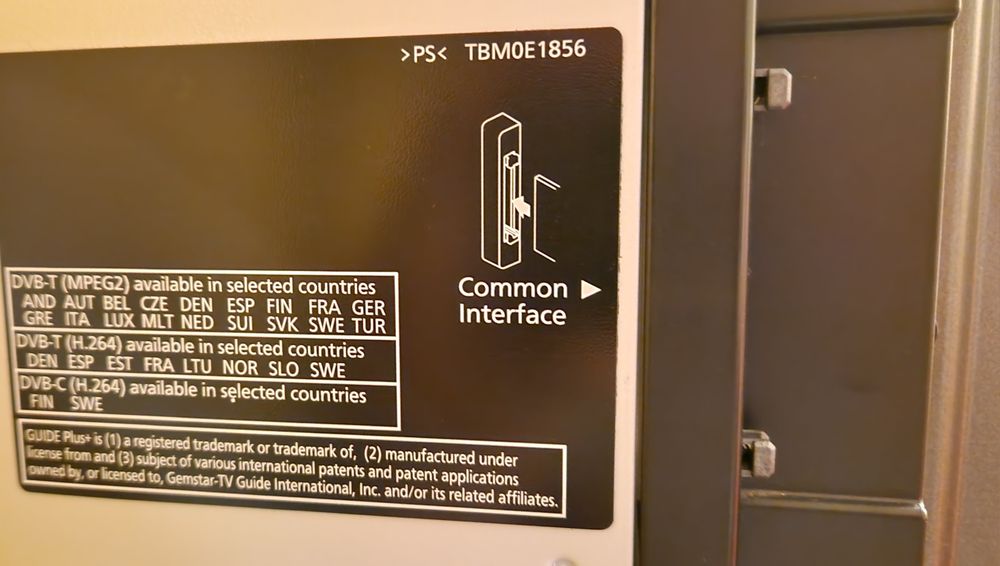 >PS< TBM0E1856
Common ▶
Interface
DVB-T (MPEG2) available in selected countries
AND AUT BEL CZE DEN ESP FIN FRA GER
GRE ITA LUX MLT NED SUI SVK SWE TUR
DVB-T (H.264) available in selected countries
DEN ESP EST FRA LTU NOR SLO SWE
DVB-C (H.264) available in selected countries
FIN SWE
GUIDE Plus+ is (1) a registered trademark or trademark of, (2) manufactured under
license from and (3) subject of various international patents and patent applications
owned by, or licensed to, Gemstar-TV Guide International, Inc. and/or its related affiliates.